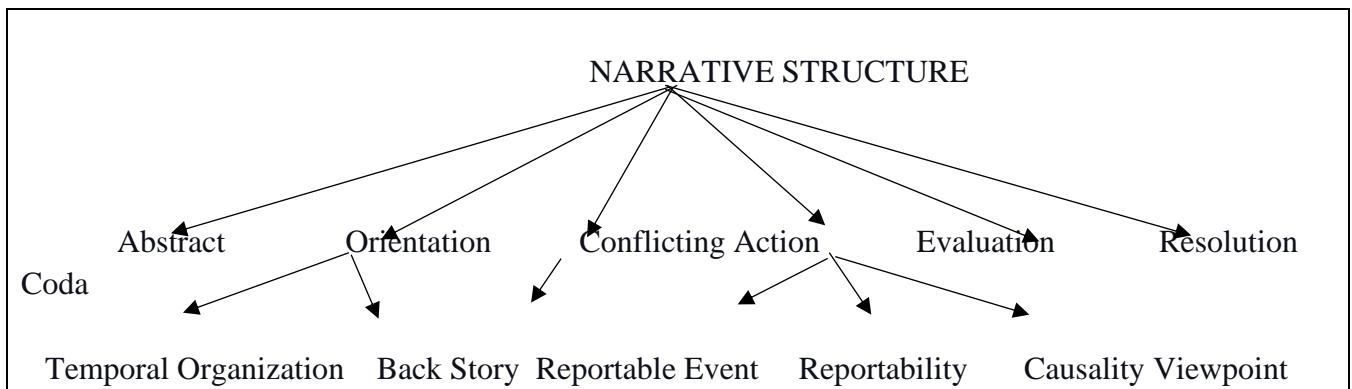 NARRATIVE STRUCTURE
Abstract Orientation Conflicting Action Evaluation Resolution
Coda
Temporal Organization Back Story Reportable Event Reportability Causality Viewpoint